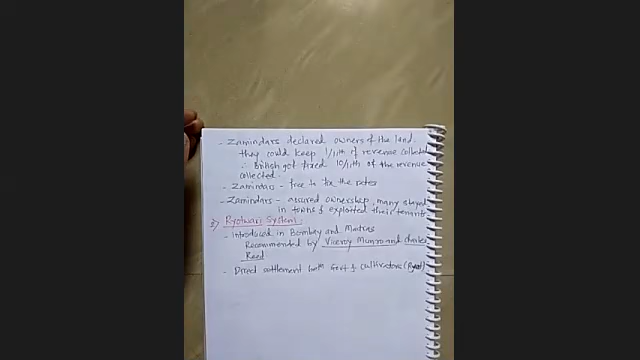 - Zamindars declared owners of the land
they could keep 1/11th of revenue collected
∴ British got fixed 10/11th of the revenue
collected.
- Zamindars - free to fix the rates
- Zamindars - assured ownership, many stayed
in towns & exploited their tenants
Ryotwari System:
- Introduced in Bombay and Madras
Recommended by Viceroy Munro and Charles
Reed
- Direct settlement b/w Govt & cultivators (Ryot)